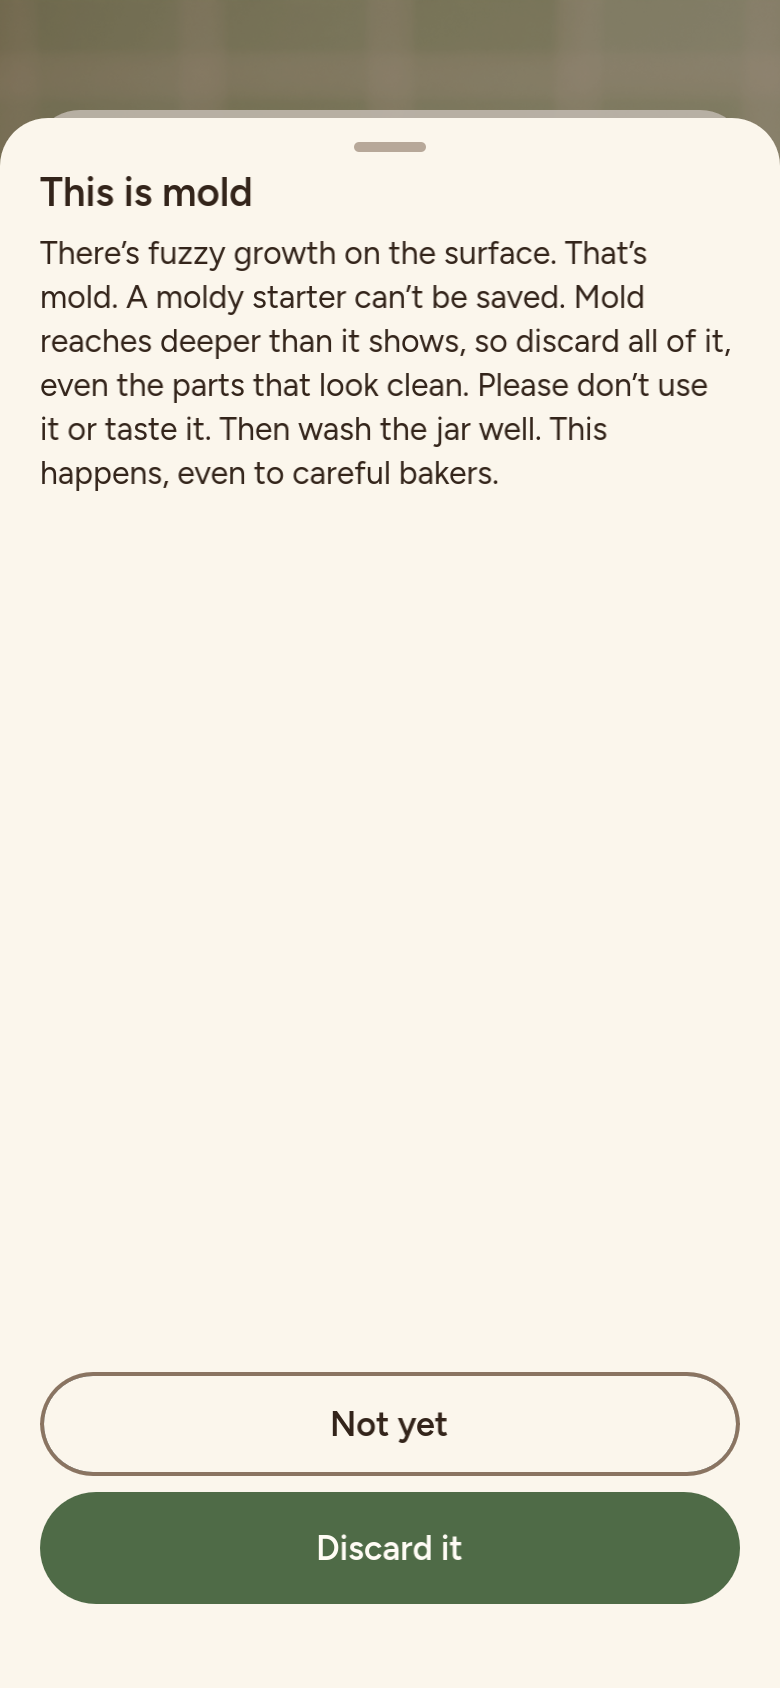 This is mold
There’s fuzzy growth on the surface. That’s
mold. A moldy starter can’t be saved. Mold
reaches deeper than it shows, so discard all of it,
even the parts that look clean. Please don’t use
it or taste it. Then wash the jar well. This
happens, even to careful bakers.
Not yet
Discard it